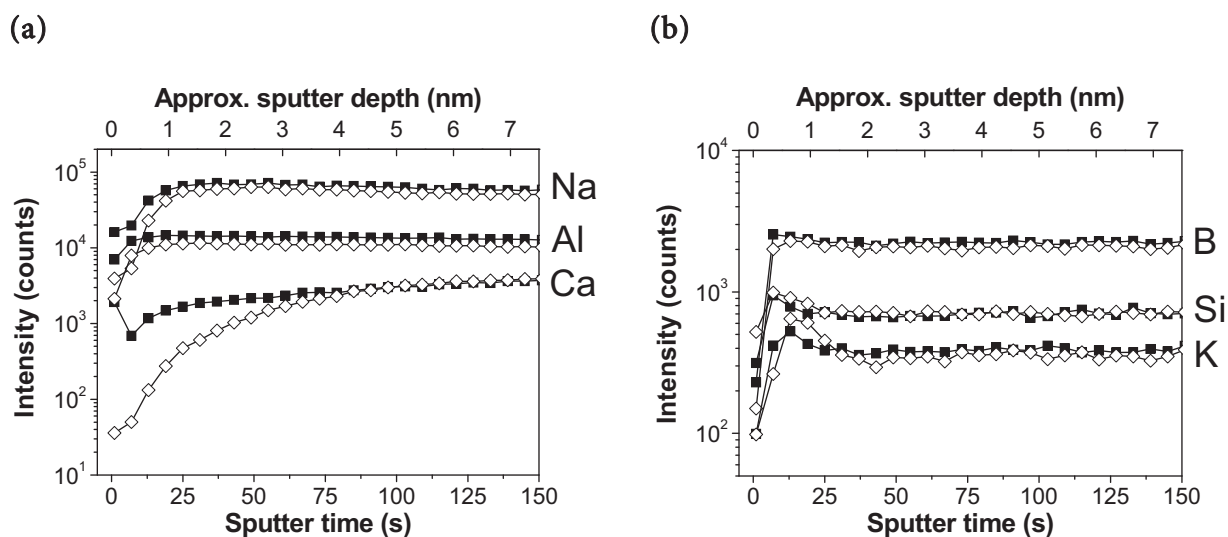 (a)
Approx. sputter depth (nm)
0 1 2 3 4 5 6 7
10^5
10^4
10^3
10^2
10^1
Intensity (counts)
Na
Al
Ca
0 25 50 75 100 125 150
Sputter time (s)
(b)
Approx. sputter depth (nm)
0 1 2 3 4 5 6 7
10^4
10^3
10^2
Intensity (counts)
B
Si
K
0 25 50 75 100 125 150
Sputter time (s)